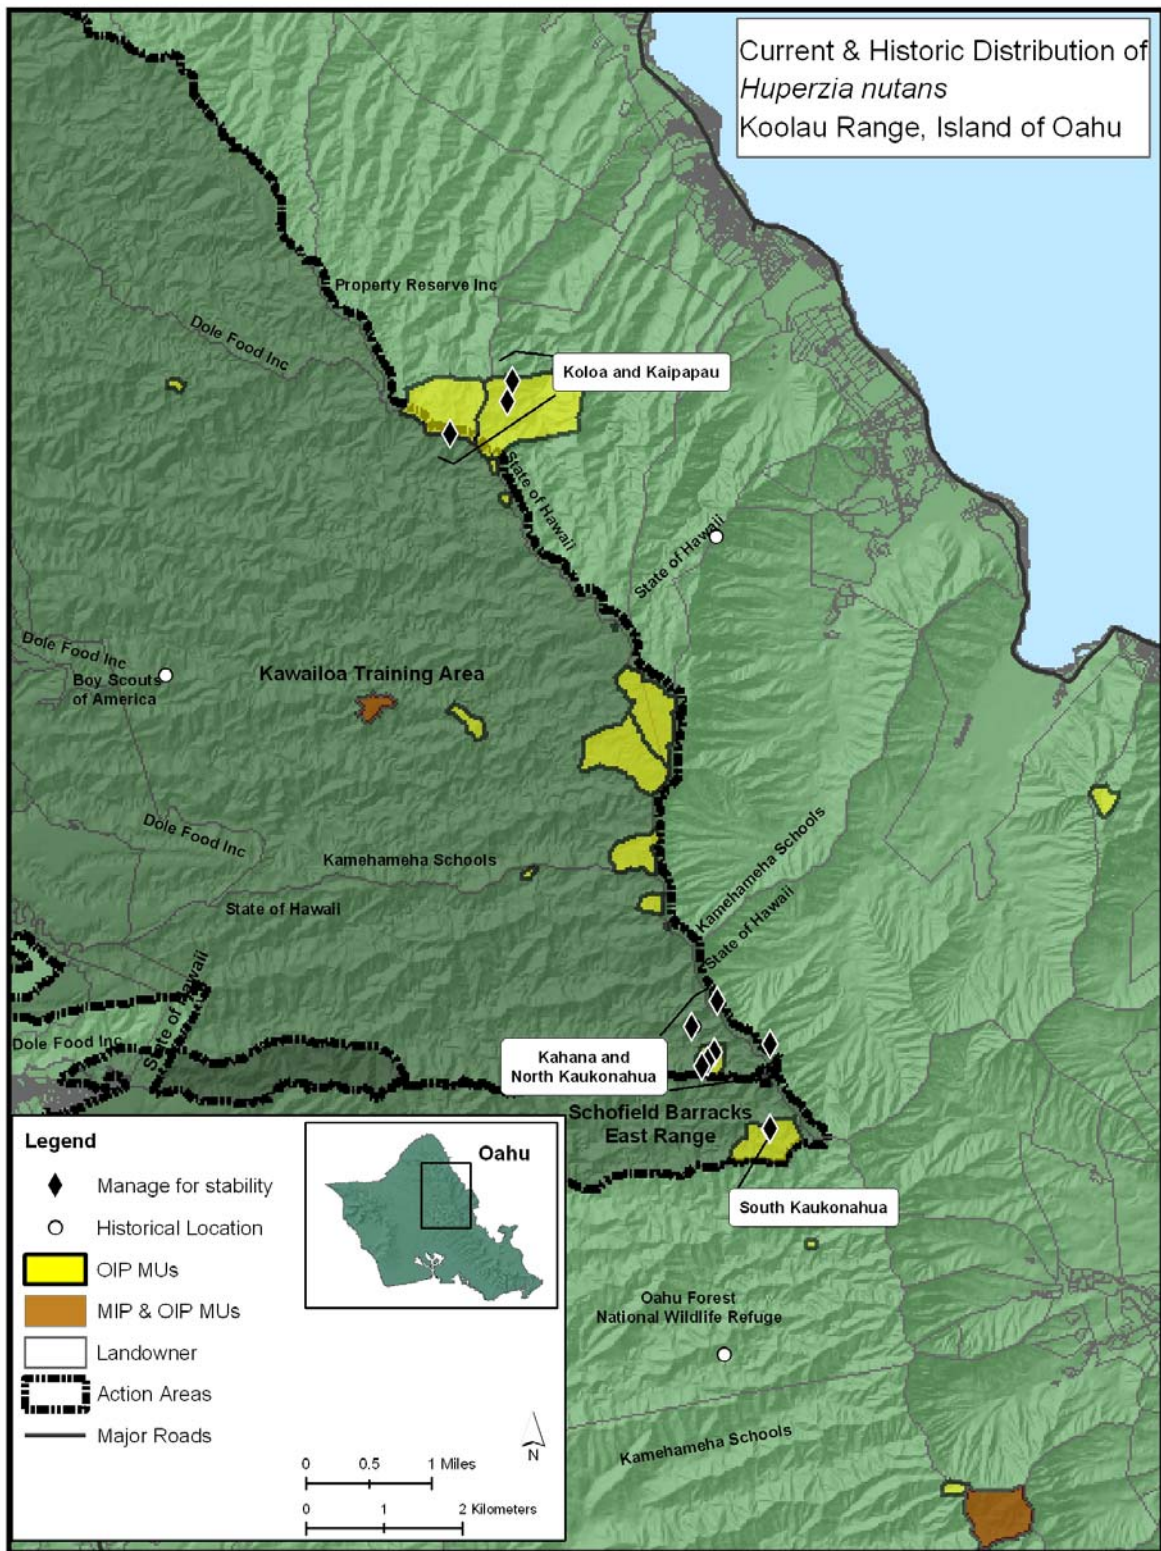 Current & Historic Distribution of
Huperzia nutans
Koolau Range, Island of Oahu
Property Reserve Inc
Dole Food Inc
Koloa and Kaipapau
State of Hawaii
State of Hawaii
Dole Food Inc
Boy Scouts
of America
Kawailoa Training Area
Dole Food Inc
Kamehameha Schools
Kamehameha Schools
State of Hawaii
State of Hawaii
State of Hawaii
Dole Food Inc
Kahana and
North Kaukonahua
Schofield Barracks
East Range
South Kaukonahua
Oahu Forest
National Wildlife Refuge
Kamehameha Schools
Legend
Manage for stability
Historical Location
OIP MUs
MIP & OIP MUs
Landowner
Action Areas
Major Roads
Oahu
N
0 0.5 1 Miles
0 1 2 Kilometers